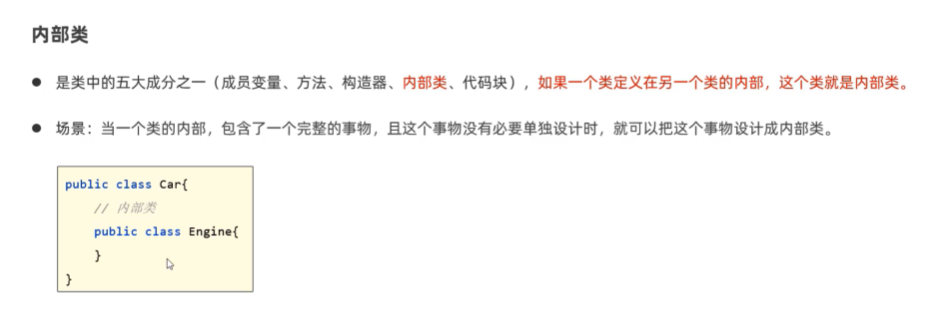 内部类
● 是类中的五大成分之一（成员变量、方法、构造器、内部类、代码块），如果一个类定义在另一个类的内部，这个类就是内部类。
● 场景：当一个类的内部，包含了一个完整的事物，且这个事物没有必要单独设计时，就可以把这个事物设计成内部类。
public class Car{
    // 内部类
    public class Engine{
    }
}